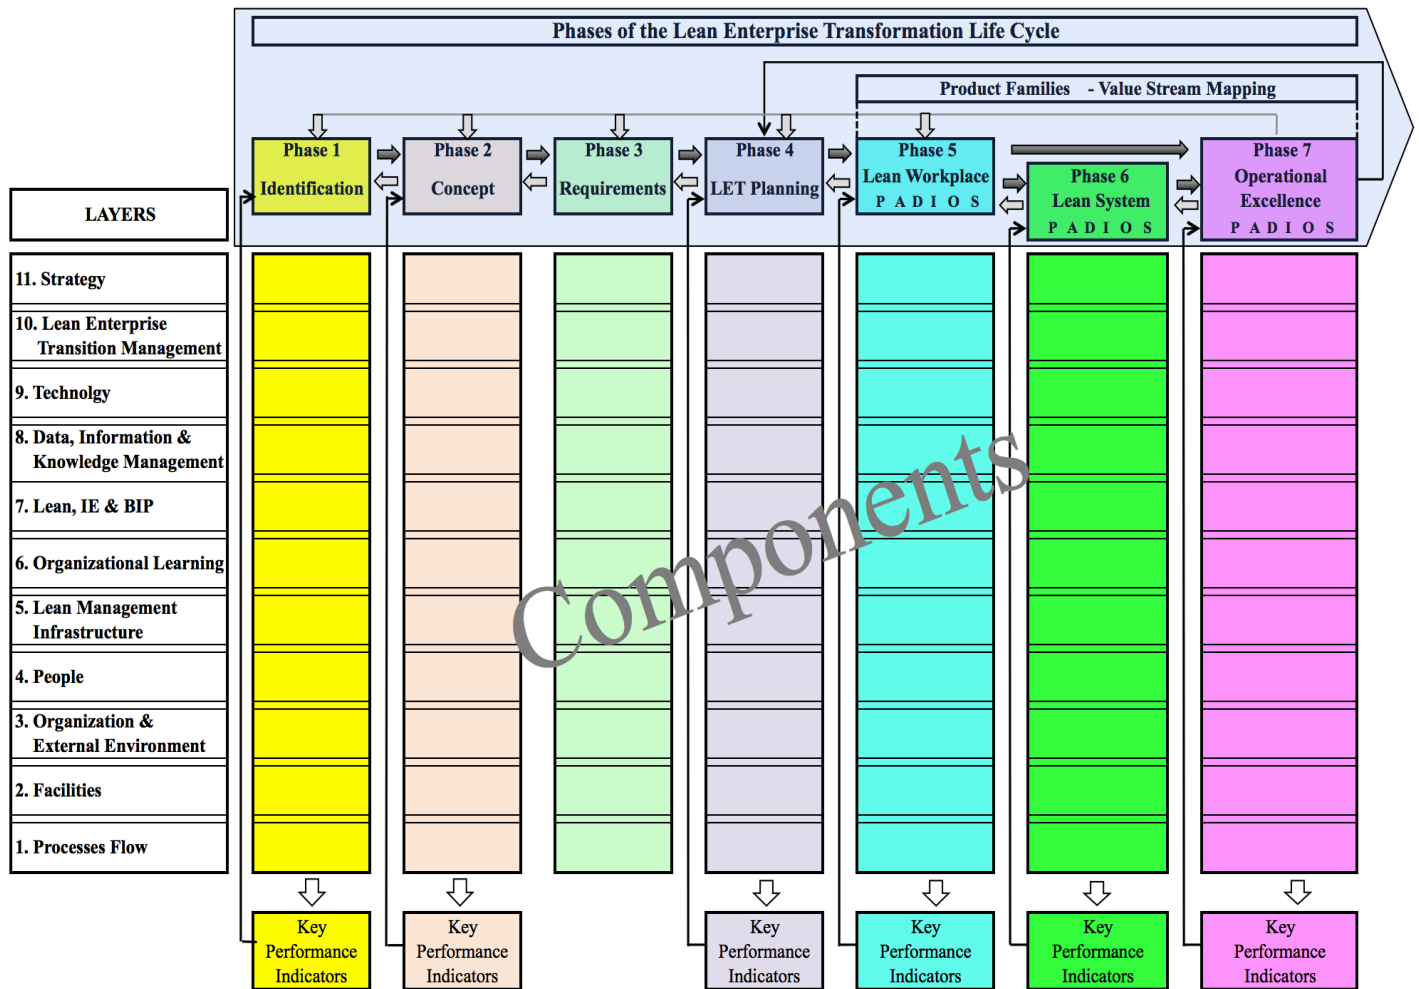 Phases of the Lean Enterprise Transformation Life Cycle
Product Families - Value Stream Mapping
Phase 1
Identification
Phase 2
Concept
Phase 3
Requirements
Phase 4
LET Planning
Phase 5
Lean Workplace
P A D I O S
Phase 6
Lean System
P A D I O S
Phase 7
Operational
Excellence
P A D I O S
LAYERS
11. Strategy
10. Lean Enterprise
Transition Management
9. Technolgy
8. Data, Information &
Knowledge Management
7. Lean, IE & BIP
6. Organizational Learning
5. Lean Management
Infrastructure
4. People
3. Organization &
External Environment
2. Facilities
1. Processes Flow
Components
Key
Performance
Indicators
Key
Performance
Indicators
Key
Performance
Indicators
Key
Performance
Indicators
Key
Performance
Indicators
Key
Performance
Indicators